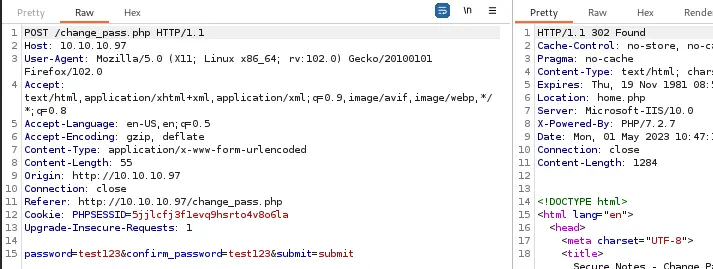 Pretty Raw Hex \n
1 POST /change_pass.php HTTP/1.1
2 Host: 10.10.10.97
3 User-Agent: Mozilla/5.0 (X11; Linux x86_64; rv:102.0) Gecko/20100101
Firefox/102.0
4 Accept:
text/html,application/xhtml+xml,application/xml;q=0.9,image/avif,image/webp,*/
*;q=0.8
5 Accept-Language: en-US,en;q=0.5
6 Accept-Encoding: gzip, deflate
7 Content-Type: application/x-www-form-urlencoded
8 Content-Length: 55
9 Origin: http://10.10.10.97
10 Connection: close
11 Referer: http://10.10.10.97/change_pass.php
12 Cookie: PHPSESSID=5jjlcfj3f1evq9hsrto4v8o6la
13 Upgrade-Insecure-Requests: 1
14
15 password=test123&confirm_password=test123&submit=submit
Pretty Raw Hex Render
1 HTTP/1.1 302 Found
2 Cache-Control: no-store, no-c
3 Pragma: no-cache
4 Content-Type: text/html; chars
5 Expires: Thu, 19 Nov 1981 08:5
6 Location: home.php
7 Server: Microsoft-IIS/10.0
8 X-Powered-By: PHP/7.2.7
9 Date: Mon, 01 May 2023 10:47:1
10 Connection: close
11 Content-Length: 1284
12
13
14 <!DOCTYPE html>
15 <html lang="en">
16 <head>
17 <meta charset="UTF-8">
18 <title>
Secure Notes - Change Pa